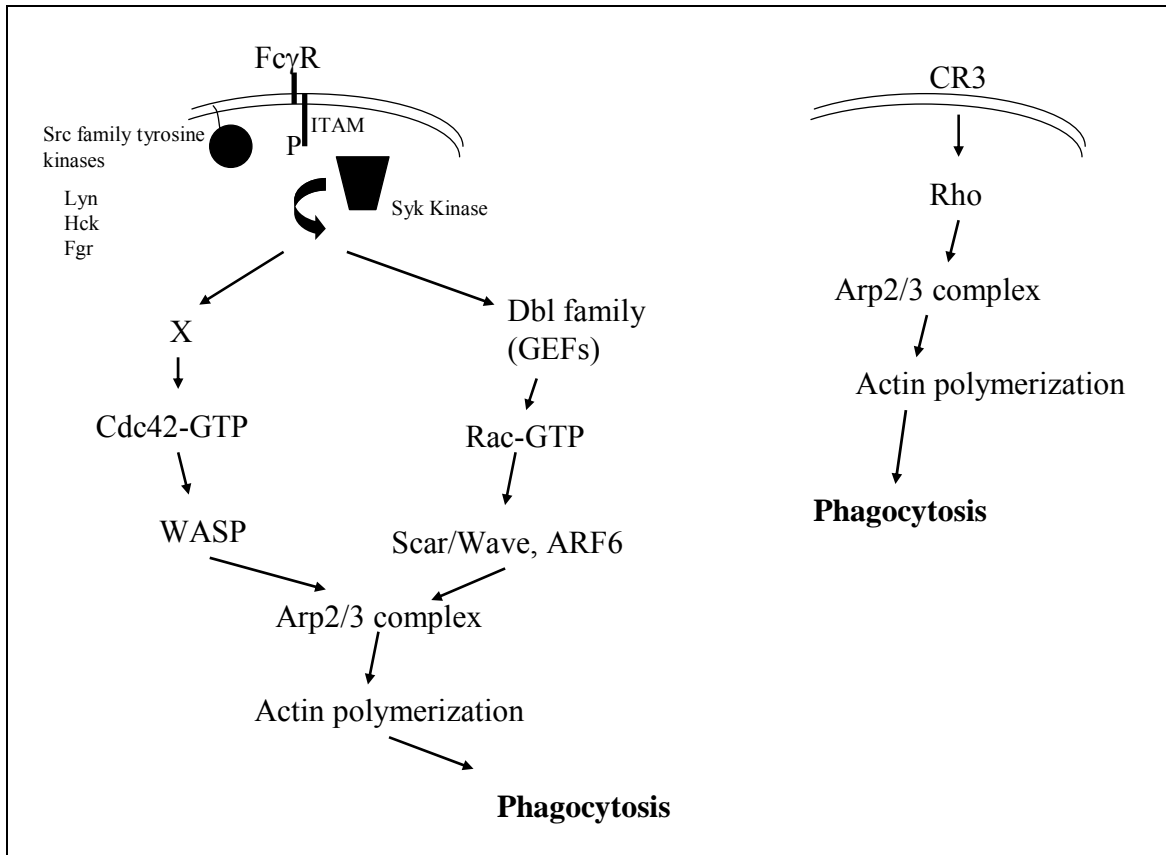 FcγR
ITAM
P
Src family tyrosine
kinases
Lyn
Hck
Fgr
Syk Kinase
X
Dbl family
(GEFs)
Cdc42-GTP
Rac-GTP
WASP
Scar/Wave, ARF6
Arp2/3 complex
Actin polymerization
Phagocytosis
CR3
Rho
Arp2/3 complex
Actin polymerization
Phagocytosis